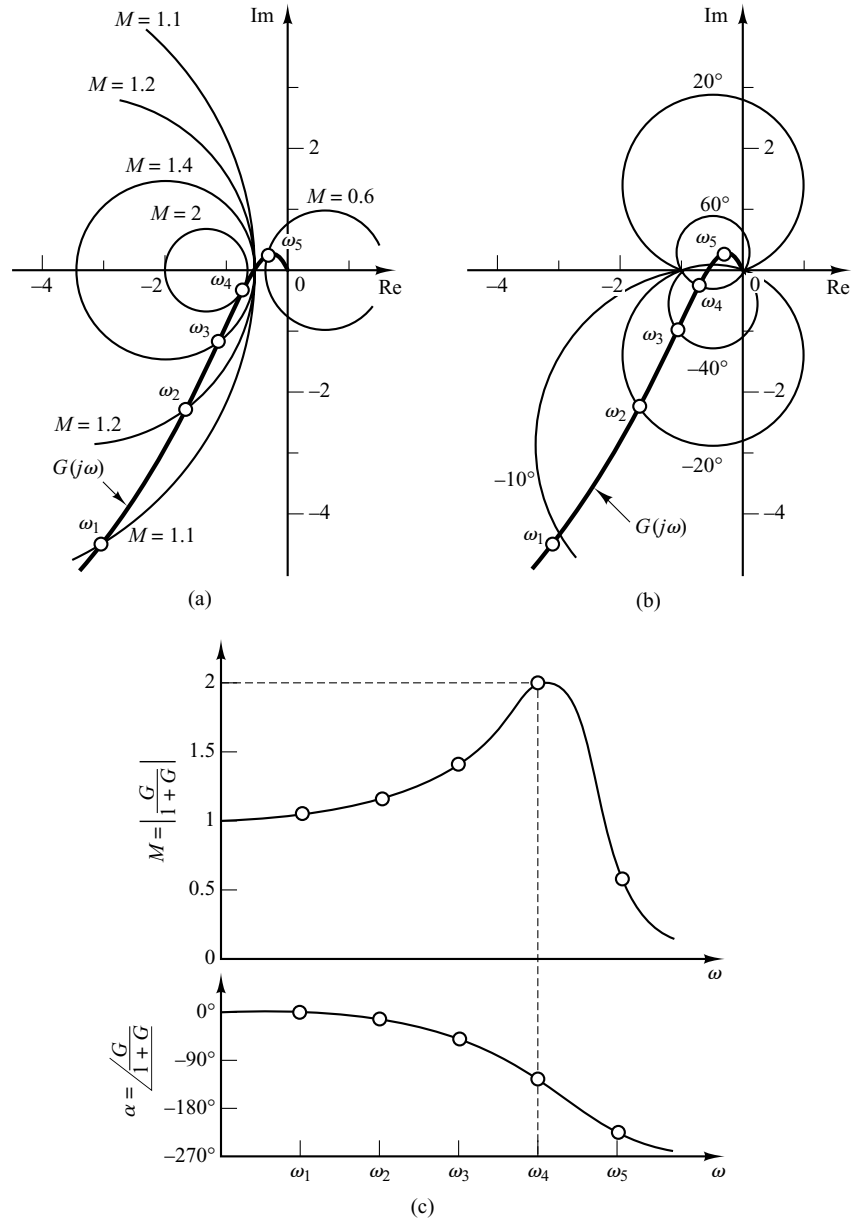 Im
M = 1.1
M = 1.2
2
M = 1.4
M = 2
M = 0.6
ω5
–4
–2
ω4
0
Re
ω3
ω2
–2
M = 1.2
G(jω)
ω1
M = 1.1
–4
(a)
Im
20°
2
60°
ω5
–4
–2
0
Re
ω4
ω3
–40°
–2
ω2
–20°
–10°
–4
ω1
G(jω)
(b)
2
1.5
1
0.5
0
M = | G / 1 + G |
ω
0°
–90°
–180°
–270°
α = ∠ G / 1 + G
ω1 ω2 ω3 ω4 ω5 ω
(c)